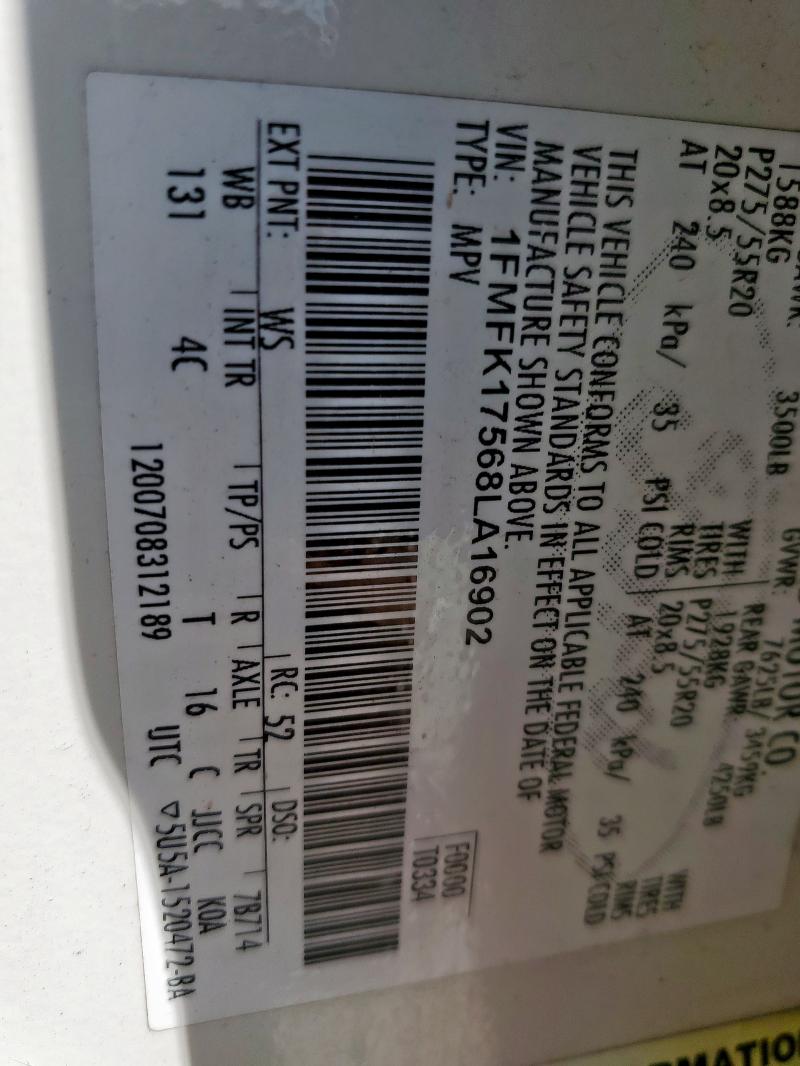 MOTOR CO
3500LB GVWR: 7625LB/ 3459KG
1588KG WITH REAR GAWR: 4250LB
P275/55R20 TIRES 1928KG WITH
20x8.5 RIMS P275/55R20 TIRES
AT 240 kPa/ 35 PSI COLD 20x8.5 RIMS
AT 240 kPa/ 35 PSI COLD
THIS VEHICLE CONFORMS TO ALL APPLICABLE FEDERAL MOTOR
VEHICLE SAFETY STANDARDS IN EFFECT ON THE DATE OF
MANUFACTURE SHOWN ABOVE.
VIN: 1FMFK17568LA16902
TYPE: MPV
F0000
T0334
EXT PNT: WS RC: 52 DSO:
WB INT TR TP/PS R AXLE TR SPR 7B714
131 4C T 16 C JJCC KOA
1200708312189 UTC ▽5U5A-1520472-BA